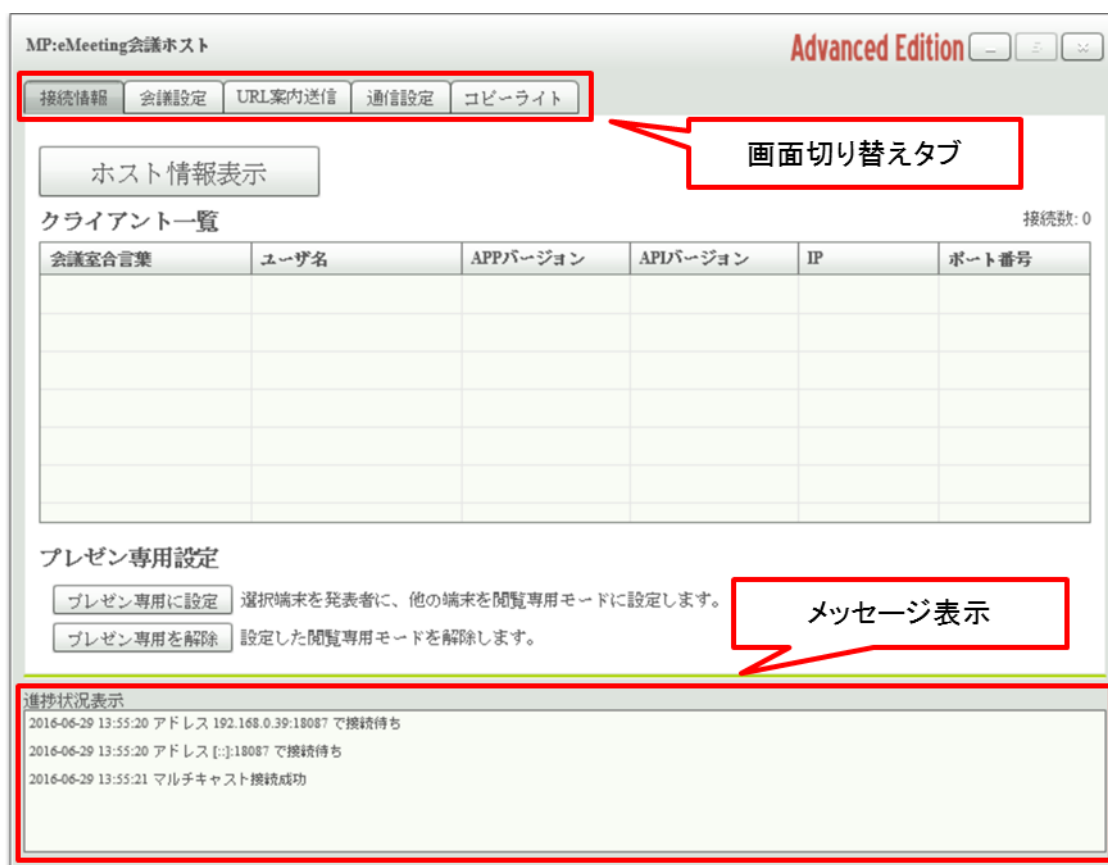 MP:eMeeting会議ホスト
Advanced Edition
接続情報 会議設定 URL案内送信 通信設定 コピーライト
画面切り替えタブ
ホスト情報表示
クライアント一覧
接続数: 0
会議室合言葉 ユーザ名 APPバージョン APIバージョン IP ポート番号
プレゼン専用設定
プレゼン専用に設定 選択端末を発表者に、他の端末を閲覧専用モードに設定します。
プレゼン専用を解除 設定した閲覧専用モードを解除します。
メッセージ表示
進捗状況表示
2016-06-29 13:55:20 アドレス 192.168.0.39:18087 で接続待ち
2016-06-29 13:55:20 アドレス [::]:18087 で接続待ち
2016-06-29 13:55:21 マルチキャスト接続成功